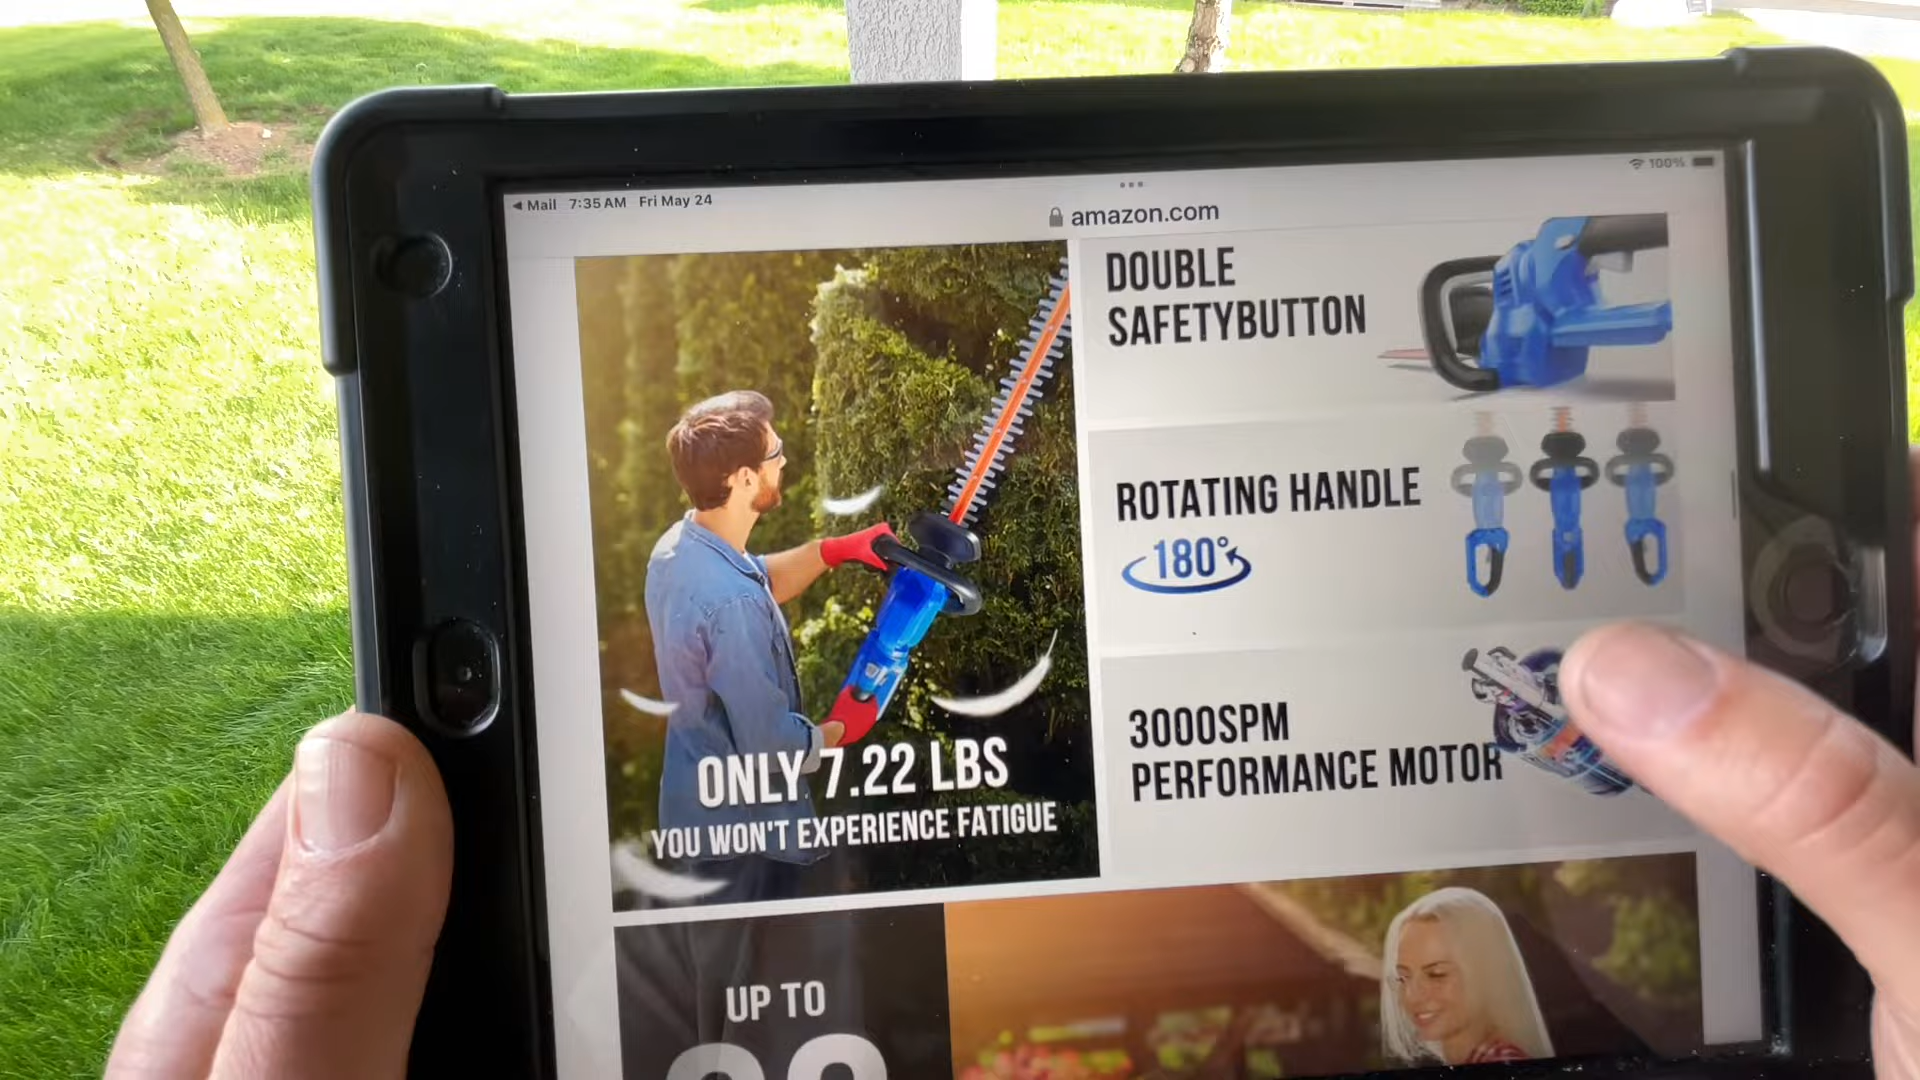 ◀ Mail 7:35 AM Fri May 24
100%
amazon.com
DOUBLE
SAFETYBUTTON
ROTATING HANDLE
180°
3000SPM
PERFORMANCE MOTOR
ONLY 7.22 LBS
YOU WON'T EXPERIENCE FATIGUE
UP TO